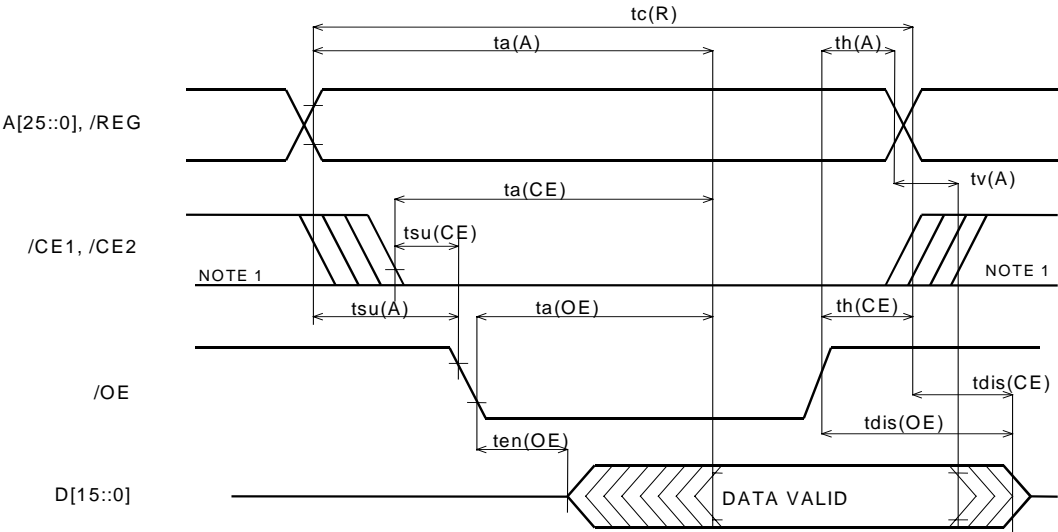 tc(R)
ta(A)
th(A)
A[25::0], /REG
tv(A)
ta(CE)
tsu(CE)
/CE1, /CE2
NOTE 1
NOTE 1
tsu(A)
ta(OE)
th(CE)
/OE
tdis(CE)
tdis(OE)
ten(OE)
D[15::0]
DATA VALID